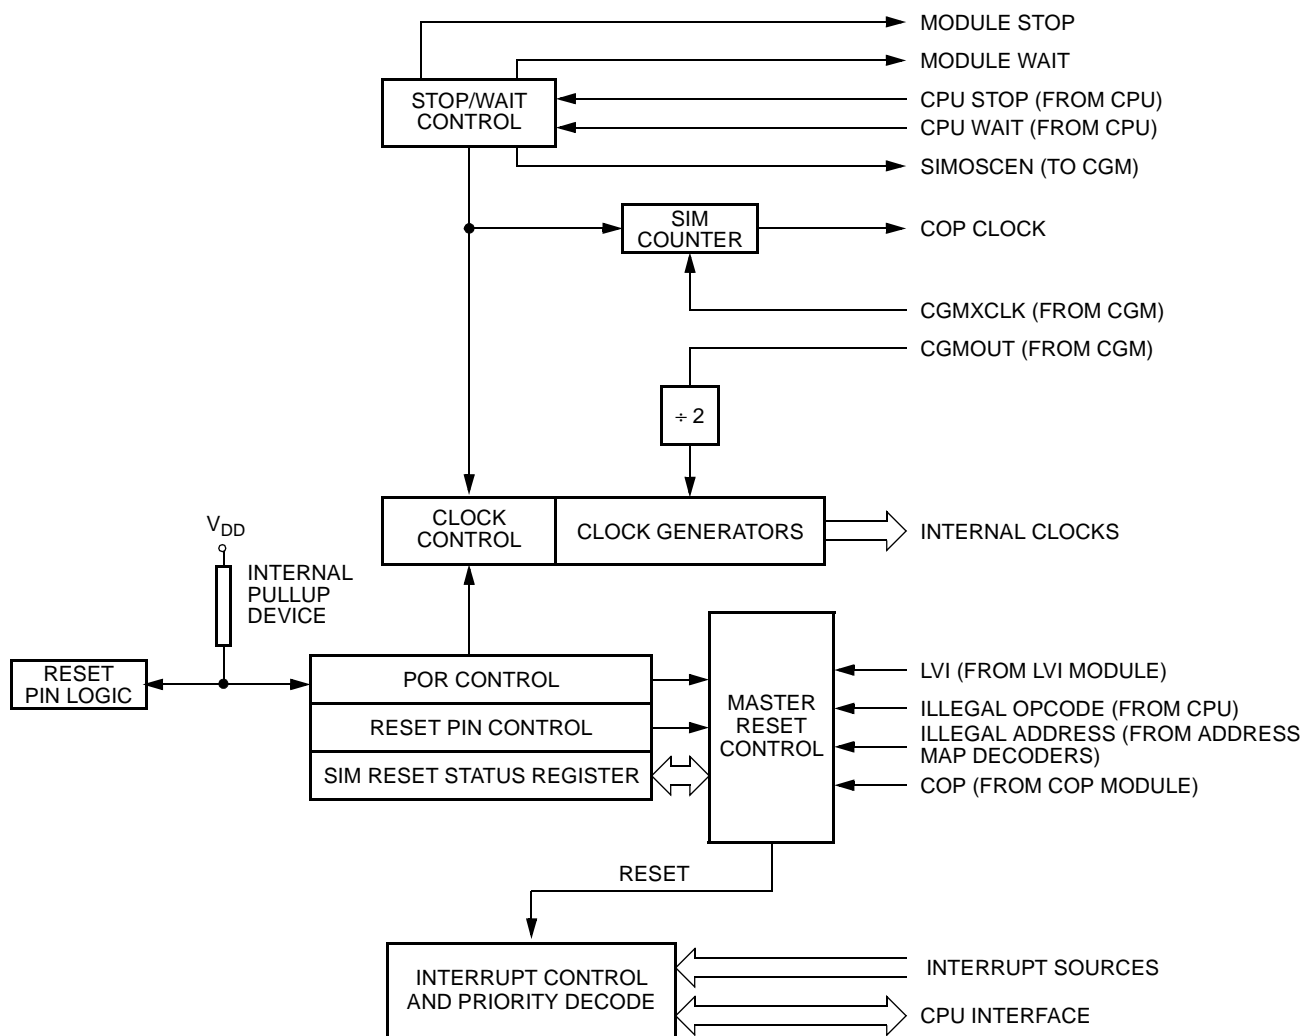 MODULE STOP
MODULE WAIT
STOP/WAIT
CONTROL
CPU STOP (FROM CPU)
CPU WAIT (FROM CPU)
SIMOSCEN (TO CGM)
SIM
COUNTER
COP CLOCK
CGMXCLK (FROM CGM)
CGMOUT (FROM CGM)
÷ 2
CLOCK
CONTROL
CLOCK GENERATORS
INTERNAL CLOCKS
VDD
INTERNAL
PULLUP
DEVICE
RESET
PIN LOGIC
POR CONTROL
RESET PIN CONTROL
SIM RESET STATUS REGISTER
MASTER
RESET
CONTROL
LVI (FROM LVI MODULE)
ILLEGAL OPCODE (FROM CPU)
ILLEGAL ADDRESS (FROM ADDRESS
MAP DECODERS)
COP (FROM COP MODULE)
RESET
INTERRUPT CONTROL
AND PRIORITY DECODE
INTERRUPT SOURCES
CPU INTERFACE